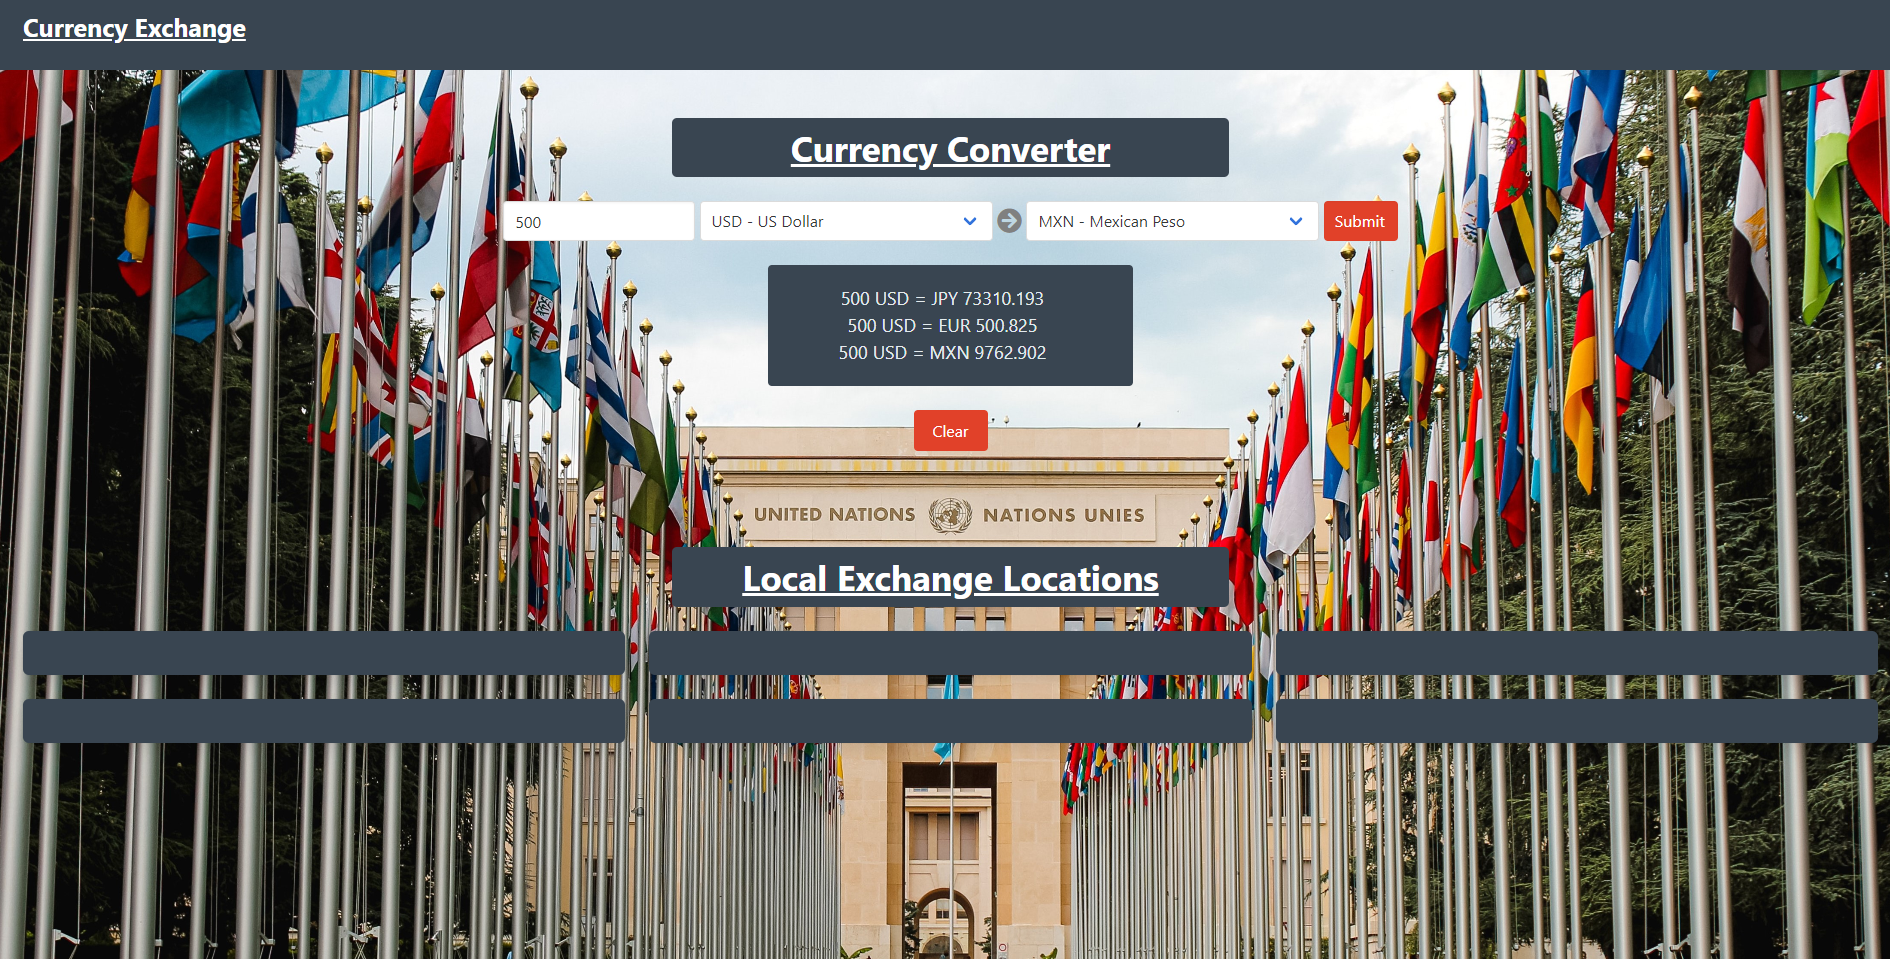 Currency Exchange
Currency Converter
500 USD - US Dollar MXN - Mexican Peso Submit
500 USD = JPY 73310.193
500 USD = EUR 500.825
500 USD = MXN 9762.902
Clear
UNITED NATIONS NATIONS UNIES
Local Exchange Locations